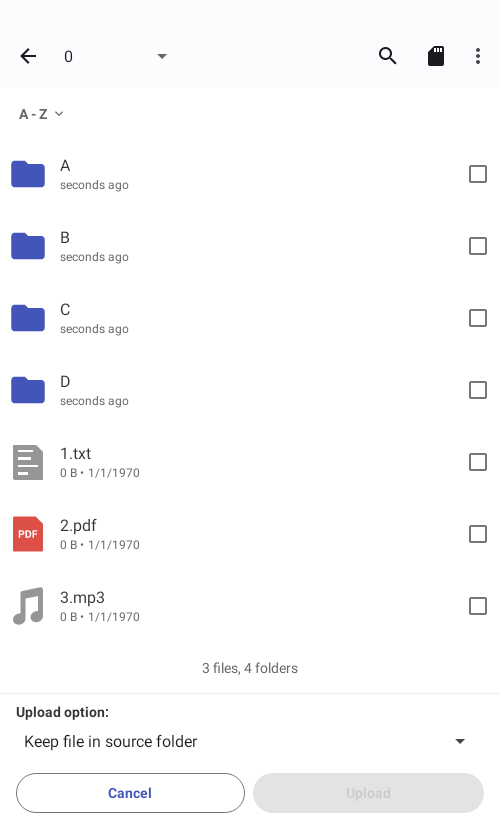 0
A - Z
A
seconds ago
B
seconds ago
C
seconds ago
D
seconds ago
1.txt
0 B • 1/1/1970
PDF
2.pdf
0 B • 1/1/1970
3.mp3
0 B • 1/1/1970
3 files, 4 folders
Upload option:
Keep file in source folder
Cancel
Upload